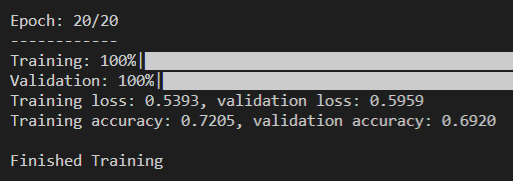 Epoch: 20/20
------------
Training: 100%|
Validation: 100%|
Training loss: 0.5393, validation loss: 0.5959
Training accuracy: 0.7205, validation accuracy: 0.6920
Finished Training